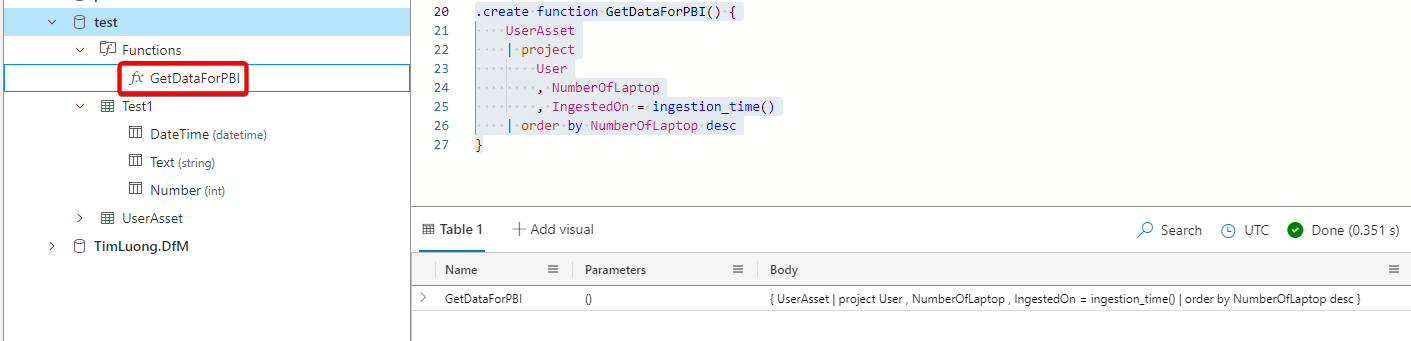 test
Functions
fx GetDataForPBI
Test1
DateTime (datetime)
Text (string)
Number (int)
UserAsset
TimLuong.DfM
20 .create function GetDataForPBI() {
21 UserAsset
22 | project
23 User
24 , NumberOfLaptop
25 , IngestedOn = ingestion_time()
26 | order by NumberOfLaptop desc
27 }
Table 1 + Add visual Search UTC Done (0.351 s)
Name Parameters Body
GetDataForPBI () { UserAsset | project User , NumberOfLaptop , IngestedOn = ingestion_time() | order by NumberOfLaptop desc }